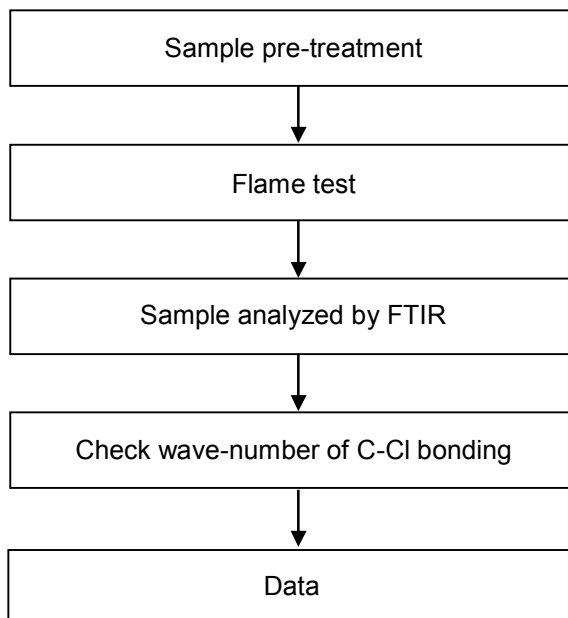 Sample pre-treatment
Flame test
Sample analyzed by FTIR
Check wave-number of C-Cl bonding
Data